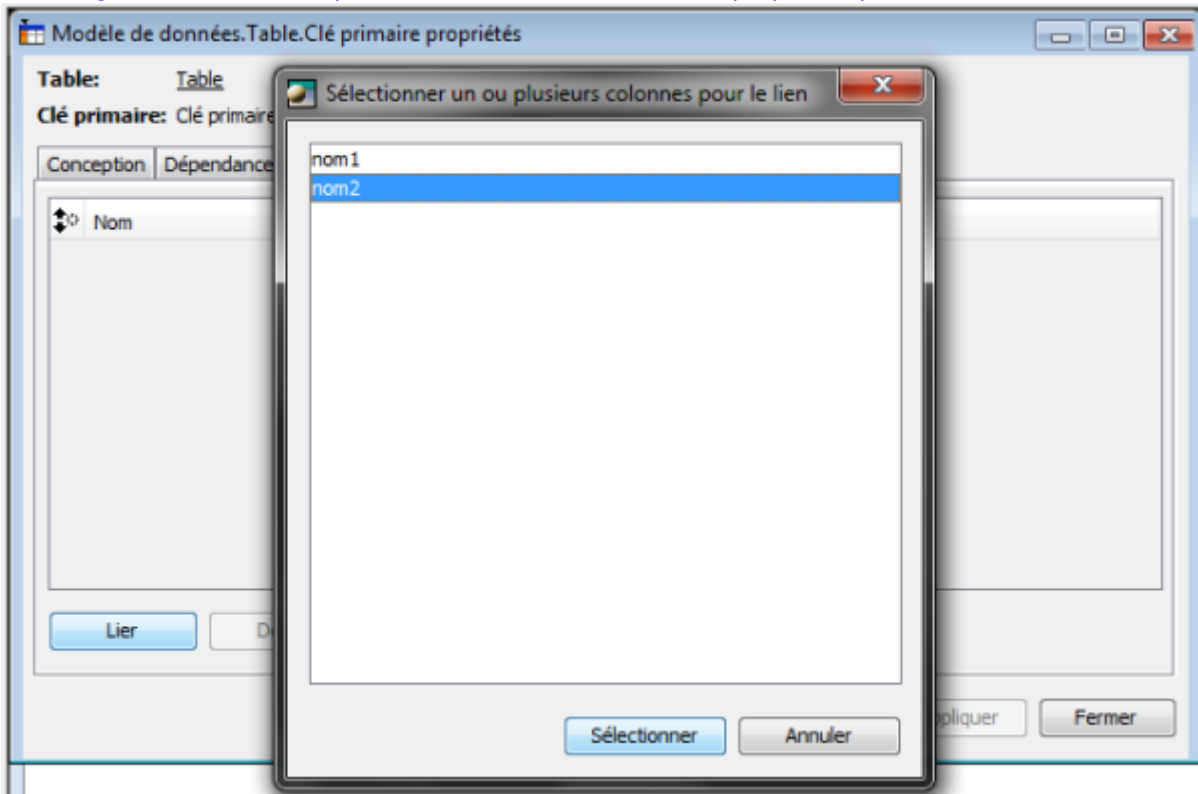 Modèle de données.Table.Clé primaire propriétés
Table: Table
Clé primaire: Clé primaire
Sélectionner un ou plusieurs colonnes pour le lien
Conception Dépendance
Nom
nom1
nom2
Lier
Sélectionner Annuler
Fermer